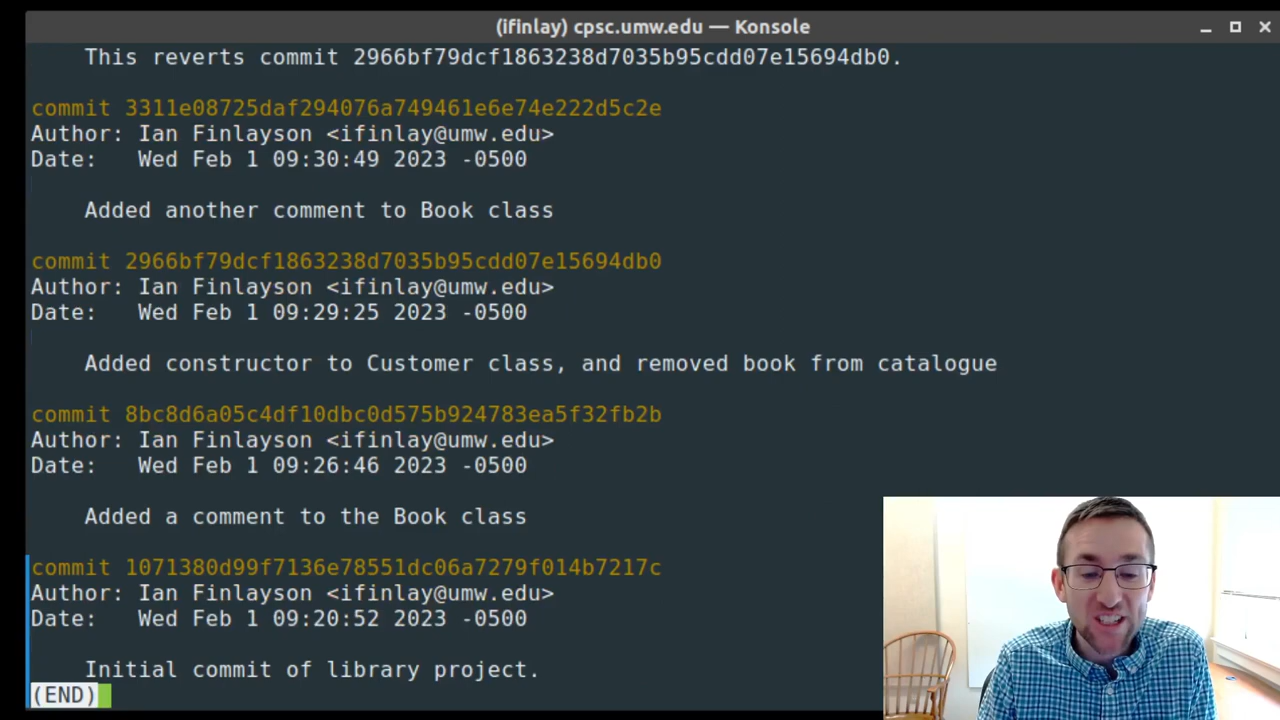 (ifinlay) cpsc.umw.edu — Konsole
This reverts commit 2966bf79dcf1863238d7035b95cdd07e15694db0.
commit 3311e08725daf294076a749461e6e74e222d5c2e
Author: Ian Finlayson <ifinlay@umw.edu>
Date:   Wed Feb 1 09:30:49 2023 -0500
Added another comment to Book class
commit 2966bf79dcf1863238d7035b95cdd07e15694db0
Author: Ian Finlayson <ifinlay@umw.edu>
Date:   Wed Feb 1 09:29:25 2023 -0500
Added constructor to Customer class, and removed book from catalogue
commit 8bc8d6a05c4df10dbc0d575b924783ea5f32fb2b
Author: Ian Finlayson <ifinlay@umw.edu>
Date:   Wed Feb 1 09:26:46 2023 -0500
Added a comment to the Book class
commit 1071380d99f7136e78551dc06a7279f014b7217c
Author: Ian Finlayson <ifinlay@umw.edu>
Date:   Wed Feb 1 09:20:52 2023 -0500
Initial commit of library project.
(END)